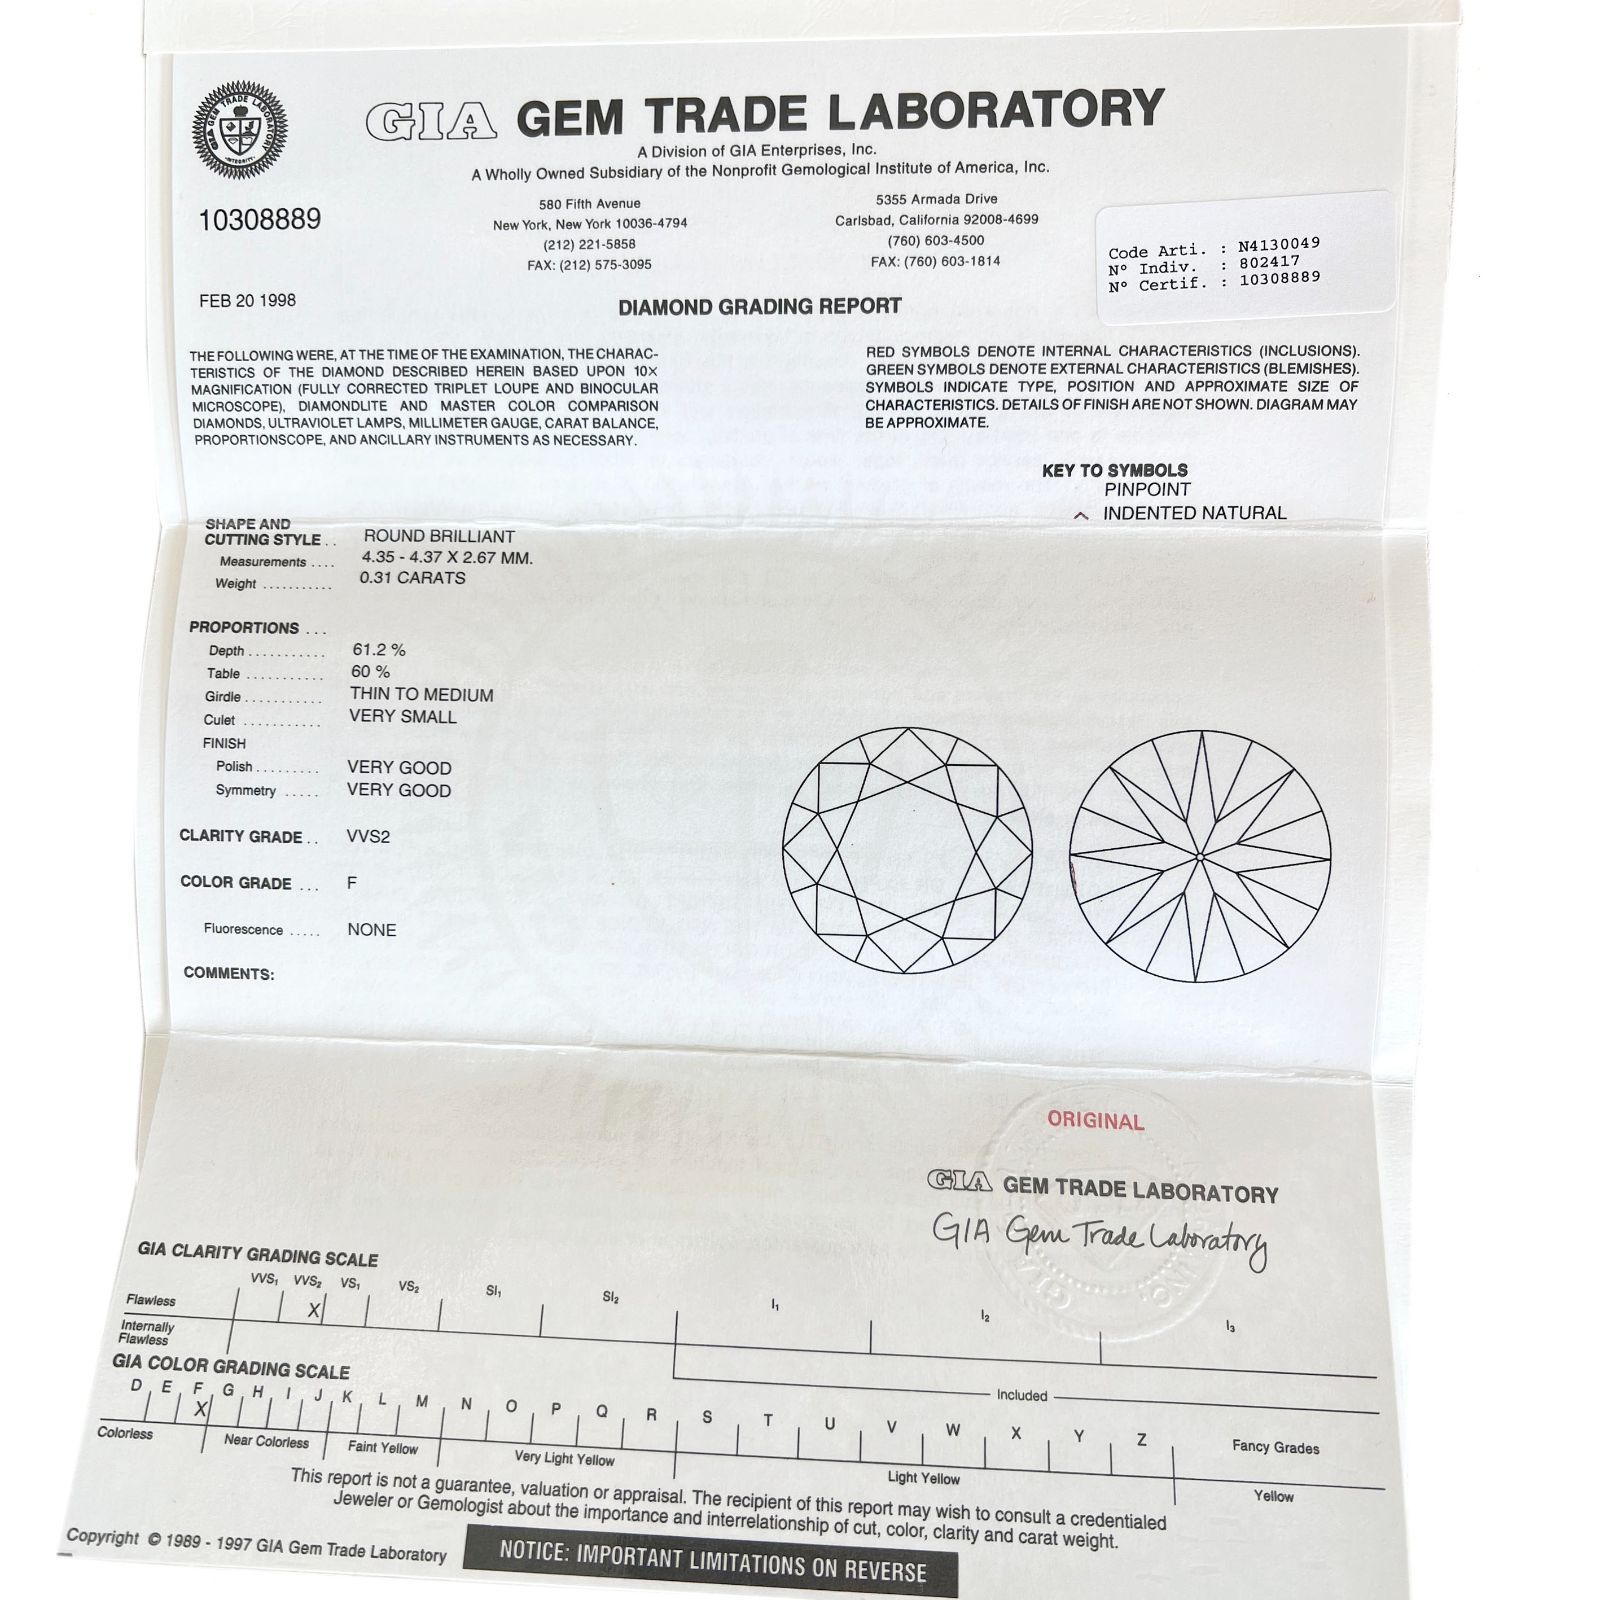 GEM TRADE LABORATORY
INTEGRITY
GIA GEM TRADE LABORATORY
A Division of GIA Enterprises, Inc.
A Wholly Owned Subsidiary of the Nonprofit Gemological Institute of America, Inc.
10308889
580 Fifth Avenue
New York, New York 10036-4794
(212) 221-5858
FAX: (212) 575-3095
5355 Armada Drive
Carlsbad, California 92008-4699
(760) 603-4500
FAX: (760) 603-1814
Code Arti. : N4130049
N° Indiv. : 802417
N° Certif. : 10308889
FEB 20 1998
DIAMOND GRADING REPORT
THE FOLLOWING WERE, AT THE TIME OF THE EXAMINATION, THE CHARAC-
TERISTICS OF THE DIAMOND DESCRIBED HEREIN BASED UPON 10X
MAGNIFICATION (FULLY CORRECTED TRIPLET LOUPE AND BINOCULAR
MICROSCOPE), DIAMONDLITE AND MASTER COLOR COMPARISON
DIAMONDS, ULTRAVIOLET LAMPS, MILLIMETER GAUGE, CARAT BALANCE,
PROPORTIONSCOPE, AND ANCILLARY INSTRUMENTS AS NECESSARY.
RED SYMBOLS DENOTE INTERNAL CHARACTERISTICS (INCLUSIONS).
GREEN SYMBOLS DENOTE EXTERNAL CHARACTERISTICS (BLEMISHES).
SYMBOLS INDICATE TYPE, POSITION AND APPROXIMATE SIZE OF
CHARACTERISTICS. DETAILS OF FINISH ARE NOT SHOWN. DIAGRAM MAY
BE APPROXIMATE.
KEY TO SYMBOLS
PINPOINT
INDENTED NATURAL
SHAPE AND
CUTTING STYLE .. ROUND BRILLIANT
Measurements .... 4.35 - 4.37 X 2.67 MM.
Weight ........... 0.31 CARATS
PROPORTIONS ...
Depth ........... 61.2 %
Table ........... 60 %
Girdle ........... THIN TO MEDIUM
Culet ........... VERY SMALL
FINISH
Polish ......... VERY GOOD
Symmetry ..... VERY GOOD
CLARITY GRADE .. VVS2
COLOR GRADE ... F
Fluorescence ..... NONE
COMMENTS:
ORIGINAL
GIA GEM TRADE LABORATORY
GIA Gem Trade Laboratory
GIA CLARITY GRADING SCALE
VVS1 VVS2 VS1 VS2 SI1 SI2 I1 I2 I3
Flawless X
Internally
Flawless
Included
GIA COLOR GRADING SCALE
D E F G H I J K L M N O P Q R S T U V W X Y Z Fancy Grades
X
Colorless Near Colorless Faint Yellow Very Light Yellow Light Yellow Yellow
This report is not a guarantee, valuation or appraisal. The recipient of this report may wish to consult a credentialed
Jeweler or Gemologist about the importance and interrelationship of cut, color, clarity and carat weight.
Copyright © 1989 - 1997 GIA Gem Trade Laboratory
NOTICE: IMPORTANT LIMITATIONS ON REVERSE